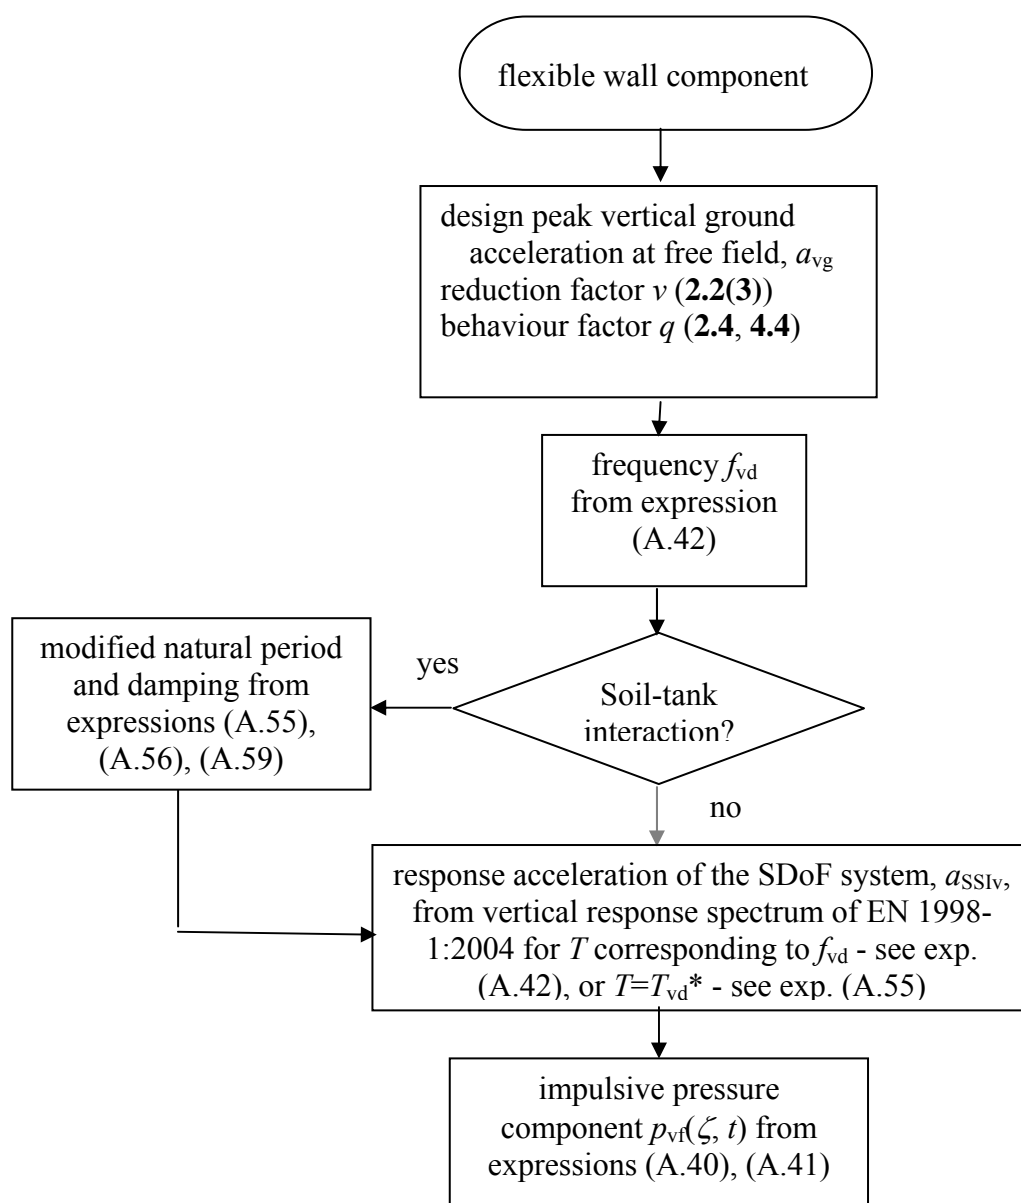 flexible wall component
design peak vertical ground
acceleration at free field, avg
reduction factor ν (2.2(3))
behaviour factor q (2.4, 4.4)
frequency fvd
from expression
(A.42)
modified natural period
and damping from
expressions (A.55),
(A.56), (A.59)
yes
Soil-tank
interaction?
no
response acceleration of the SDoF system, aSSIv,
from vertical response spectrum of EN 1998-
1:2004 for T corresponding to fvd - see exp.
(A.42), or T=Tvd* - see exp. (A.55)
impulsive pressure
component pvf(ζ, t) from
expressions (A.40), (A.41)